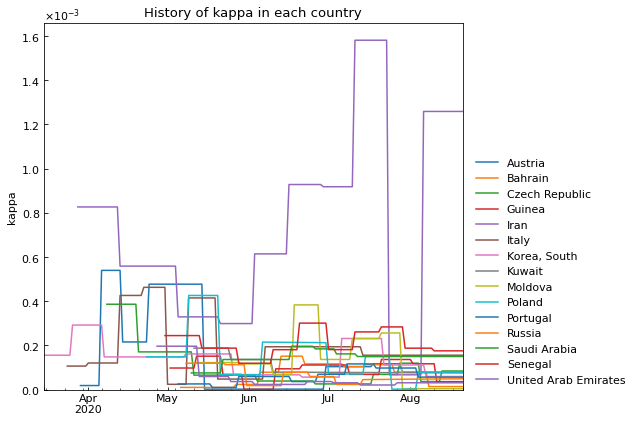 ×10⁻³
History of kappa in each country
1.6
1.4
1.2
1.0
0.8
0.6
0.4
0.2
0.0
kappa
Apr
May
Jun
Jul
Aug
2020
Austria
Bahrain
Czech Republic
Guinea
Iran
Italy
Korea, South
Kuwait
Moldova
Poland
Portugal
Russia
Saudi Arabia
Senegal
United Arab Emirates